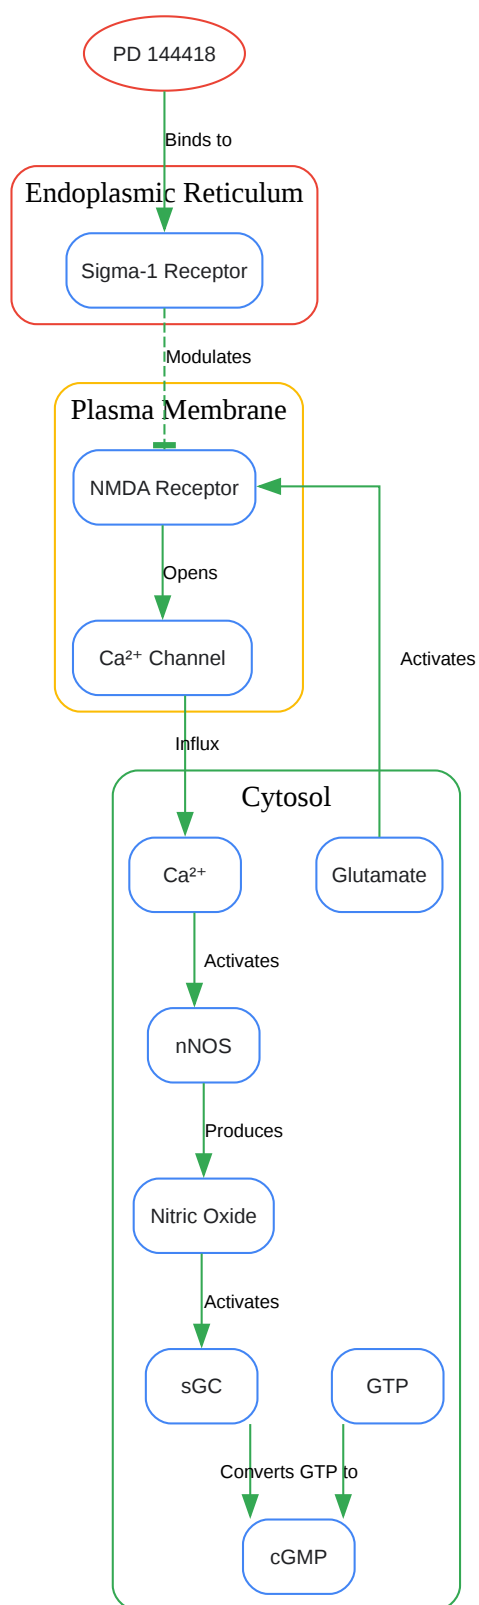 PD 144418
Binds to
Endoplasmic Reticulum
Sigma-1 Receptor
Modulates
Plasma Membrane
NMDA Receptor
Opens
Ca²⁺ Channel
Activates
Influx
Cytosol
Ca²⁺
Glutamate
Activates
nNOS
Produces
Nitric Oxide
Activates
sGC
GTP
Converts GTP to
cGMP